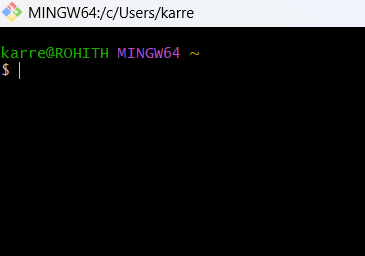 MINGW64:/c/Users/karre
karre@ROHITH MINGW64 ~
$